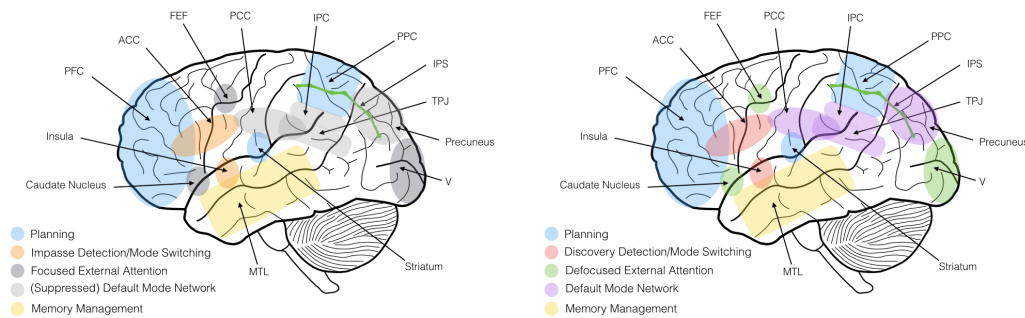 FEF
PCC
IPC
ACC
PPC
PFC
IPS
TPJ
Insula
Precuneus
Caudate Nucleus
V
Planning
Impasse Detection/Mode Switching
Focused External Attention
(Suppressed) Default Mode Network
Memory Management
MTL
Striatum
FEF
PCC
IPC
ACC
PPC
PFC
IPS
TPJ
Insula
Precuneus
Caudate Nucleus
V
Planning
Discovery Detection/Mode Switching
Defocused External Attention
Default Mode Network
Memory Management
MTL
Striatum